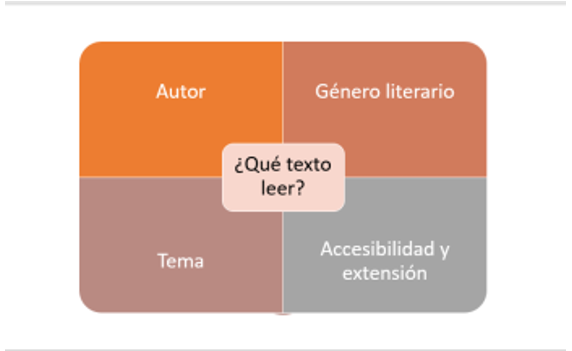 Autor
Género literario
¿Qué texto
leer?
Tema
Accesibilidad y
extensión